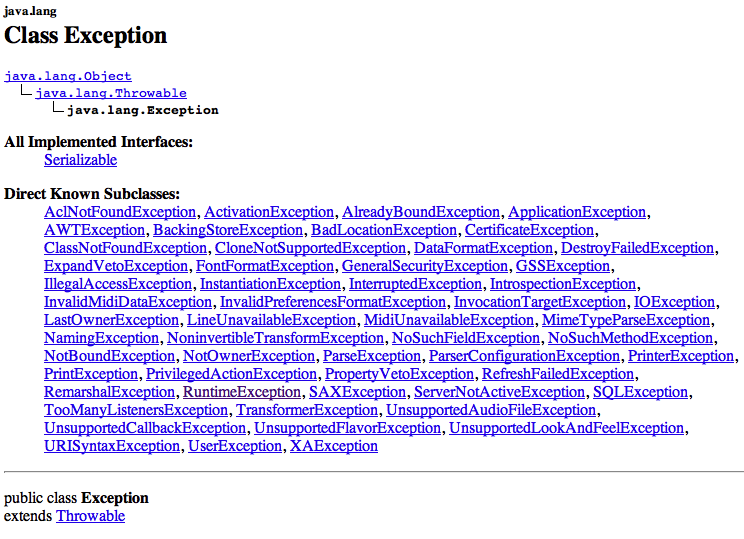 java.lang
Class Exception
java.lang.Object
java.lang.Throwable
java.lang.Exception
All Implemented Interfaces:
Serializable
Direct Known Subclasses:
AclNotFoundException, ActivationException, AlreadyBoundException, ApplicationException,
AWTException, BackingStoreException, BadLocationException, CertificateException,
ClassNotFoundException, CloneNotSupportedException, DataFormatException, DestroyFailedException,
ExpandVetoException, FontFormatException, GeneralSecurityException, GSSException,
IllegalAccessException, InstantiationException, InterruptedException, IntrospectionException,
InvalidMidiDataException, InvalidPreferencesFormatException, InvocationTargetException, IOException,
LastOwnerException, LineUnavailableException, MidiUnavailableException, MimeTypeParseException,
NamingException, NoninvertibleTransformException, NoSuchFieldException, NoSuchMethodException,
NotBoundException, NotOwnerException, ParseException, ParserConfigurationException, PrinterException,
PrintException, PrivilegedActionException, PropertyVetoException, RefreshFailedException,
RemarshalException, RuntimeException, SAXException, ServerNotActiveException, SQLException,
TooManyListenersException, TransformerException, UnsupportedAudioFileException,
UnsupportedCallbackException, UnsupportedFlavorException, UnsupportedLookAndFeelException,
URISyntaxException, UserException, XAException
public class Exception
extends Throwable